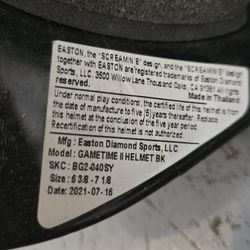 EASTON, the "SCREAMIN 'E'" design, and the "SCREAMIN 'E'" design
together with EASTON are registered trademarks of Easton Diamond
Sports, LLC. 3500 Willow Lane Thousand Oaks, CA 91361 All Rights
Made in Thailand
Under normal play conditions, the certified life of this helmet is from
the date of manufacture to five (5) years thereafter. Expect
at the conclusion of the five year period.
Recertification of this helmet is not authorized.
Mfg : Easton Diamond Sports, LLC
Model: GAMETIME II HELMET BK
SKC : BG2-040SY
Size : 6 3/8 - 7 1/8
Date: 2021-07-16